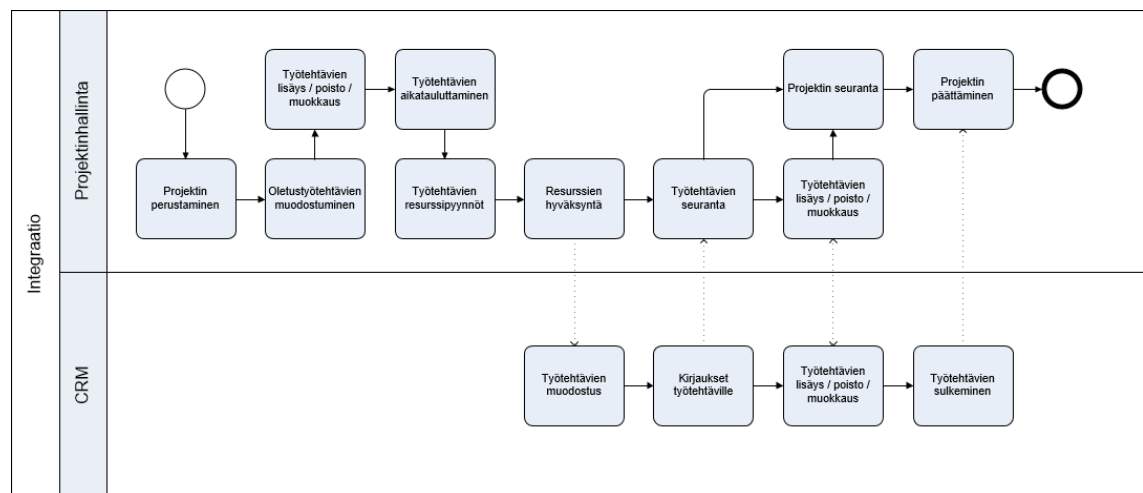 Integraatio
Projektinhallinta
Työtehtävien
lisäys / poisto /
muokkaus
Työtehtävien
aikatauluttaminen
Projektin seuranta
Projektin
päättäminen
Projektin
perustaminen
Oletustyötehtävien
muodostuminen
Työtehtävien
resurssipyynnöt
Resurssien
hyväksyntä
Työtehtävien
seuranta
Työtehtävien
lisäys / poisto /
muokkaus
CRM
Työtehtävien
muodostus
Kirjaukset
työtehtäville
Työtehtävien
lisäys / poisto /
muokkaus
Työtehtävien
sulkeminen